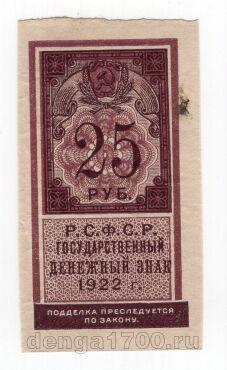 25
РУБ.
Р.С.Ф.С.Р.
ГОСУДАРСТВЕННЫЙ
ДЕНЕЖНЫЙ ЗНАК
1922 г.
ПОДДЕЛКА ПРЕСЛЕДУЕТСЯ
ПО ЗАКОНУ.
denga1700.ru